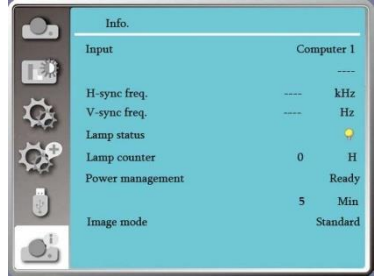 Info.
Input Computer 1
----
H-sync freq. ---- kHz
V-sync freq. ---- Hz
Lamp status
Lamp counter 0 H
Power management Ready
5 Min
Image mode Standard